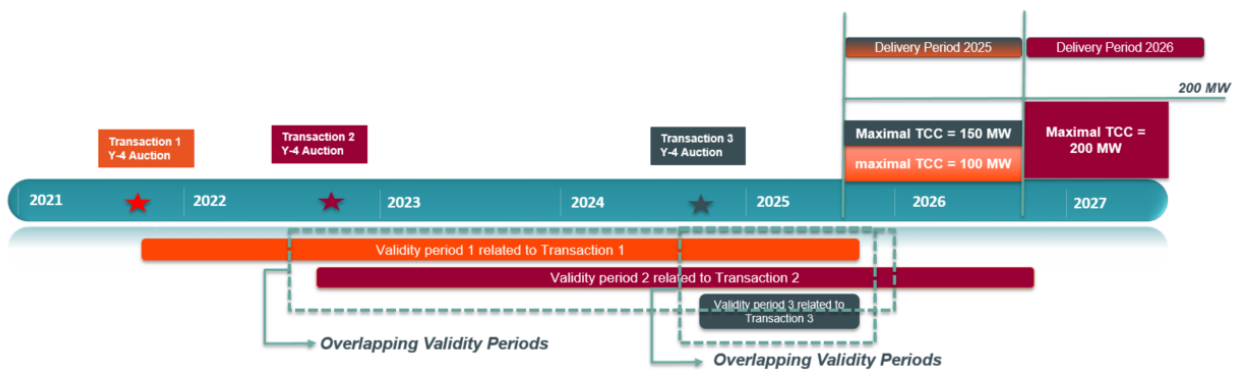 Delivery Period 2025
Delivery Period 2026
200 MW
Transaction 1
Y-4 Auction
Transaction 2
Y-4 Auction
Transaction 3
Y-4 Auction
Maximal TCC = 150 MW
maximal TCC = 100 MW
Maximal TCC =
200 MW
2021
2022
2023
2024
2025
2026
2027
Validity period 1 related to Transaction 1
Validity period 2 related to Transaction 2
Validity period 3 related to
Transaction 3
Overlapping Validity Periods
Overlapping Validity Periods